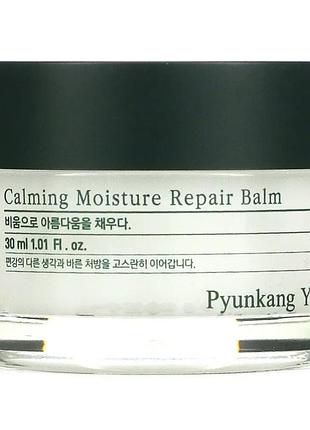 Calming Moisture Repair Balm
비움으로 아름다움을 채우다.
30 ml 1.01 Fl . oz.
편강의 다른 생각과 바른 처방을 고스란히 이어갑니다.
Pyunkang Y